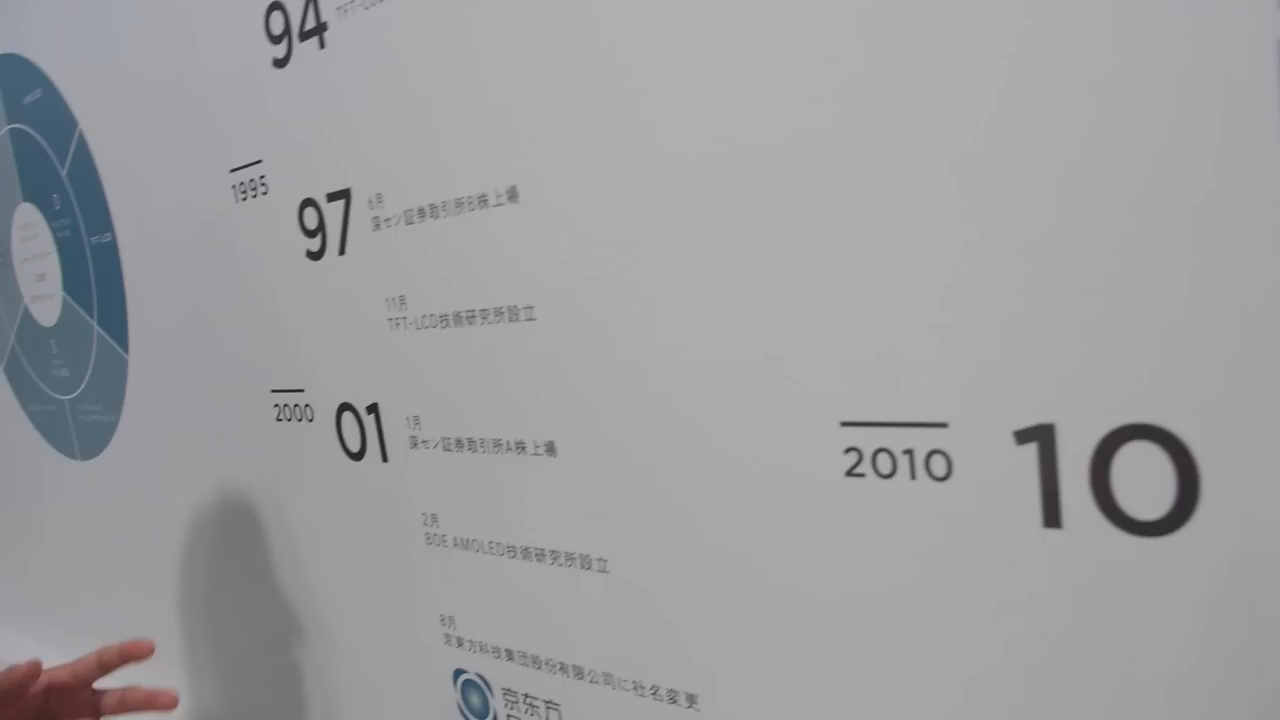 94
TFT-LC
1995
97
6月
深セン証券取引所B株上場
11月
TFT-LCD技術研究所設立
2000
01
1月
深セン証券取引所A株上場
2月
BOE AMOLED技術研究所設立
8月
京東方科技集団股份有限公司に社名変更
京东方
2010
10
TFT LCD